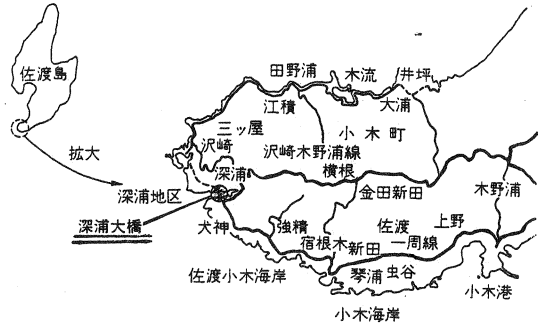 佐渡島
拡大
田野浦
木流
井坪
江積
大浦
三ッ屋
小木町
沢崎
沢崎木野浦線
深浦
横根
金田新田
木野浦
深浦地区
深浦大橋
犬神
強積
佐渡一周線
上野
宿根木
新田
佐渡小木海岸
琴浦
虫谷
小木港
小木海岸